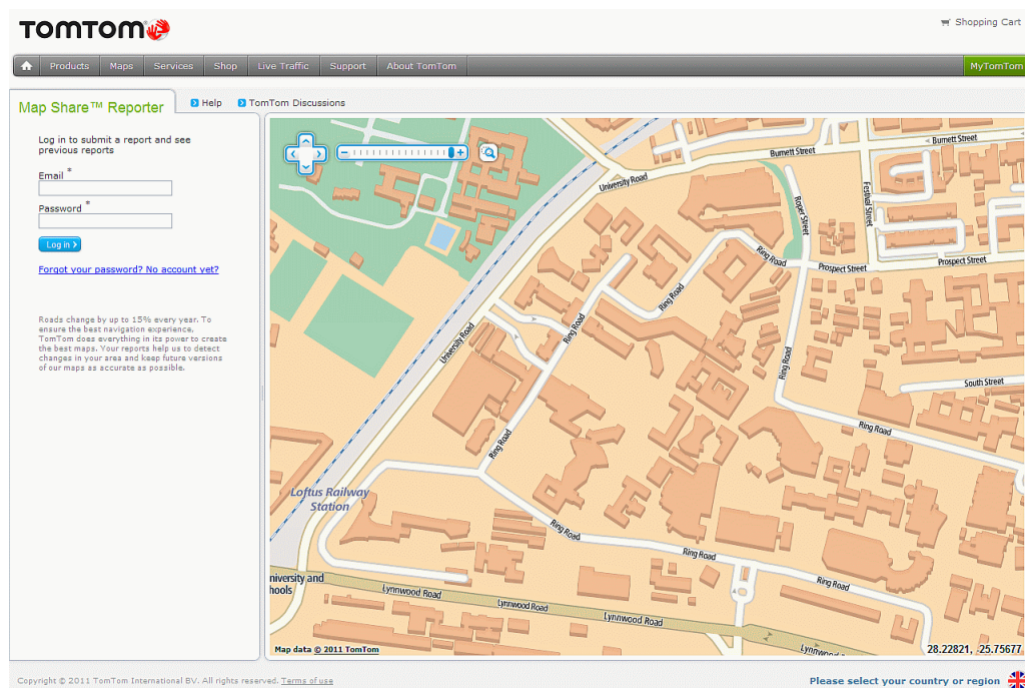 TOMTOM
Shopping Cart
Products Maps Services Shop Live Traffic Support About TomTom MyTomTom
Map Share™ Reporter
Help TomTom Discussions
Log in to submit a report and see
previous reports
Email *
Password *
Log in
Forgot your password? No account yet?
Roads change by up to 15% every year. To
ensure the best navigation experience,
TomTom does everything in its power to create
the best maps. Your reports help us to detect
changes in your area and keep future versions
of our maps as accurate as possible.
Burnett Street
Burnett Street
University Road
Festival Street
Roper Street
Ring Road
Prospect Street
Prospect Street
Ring Road
Ring Road
University Road
Ring Road
South Street
Ring Road
Ring Road
Loftus Railway
Station
Ring Road
Ring Road
Ring Road
niversity and
hools
Lynnwood Road
Lynnwood Road
Lynnwood Road
Lynnwood
Map data © 2011 TomTom
28.22821, -25.75677
Copyright © 2011 TomTom International BV. All rights reserved. Terms of use
Please select your country or region